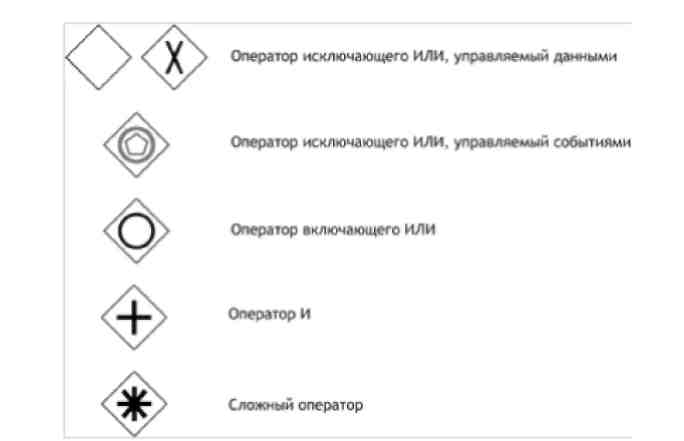 Оператор исключающего ИЛИ, управляемый данными
Оператор исключающего ИЛИ, управляемый событиями
Оператор включающего ИЛИ
Оператор И
Сложный оператор